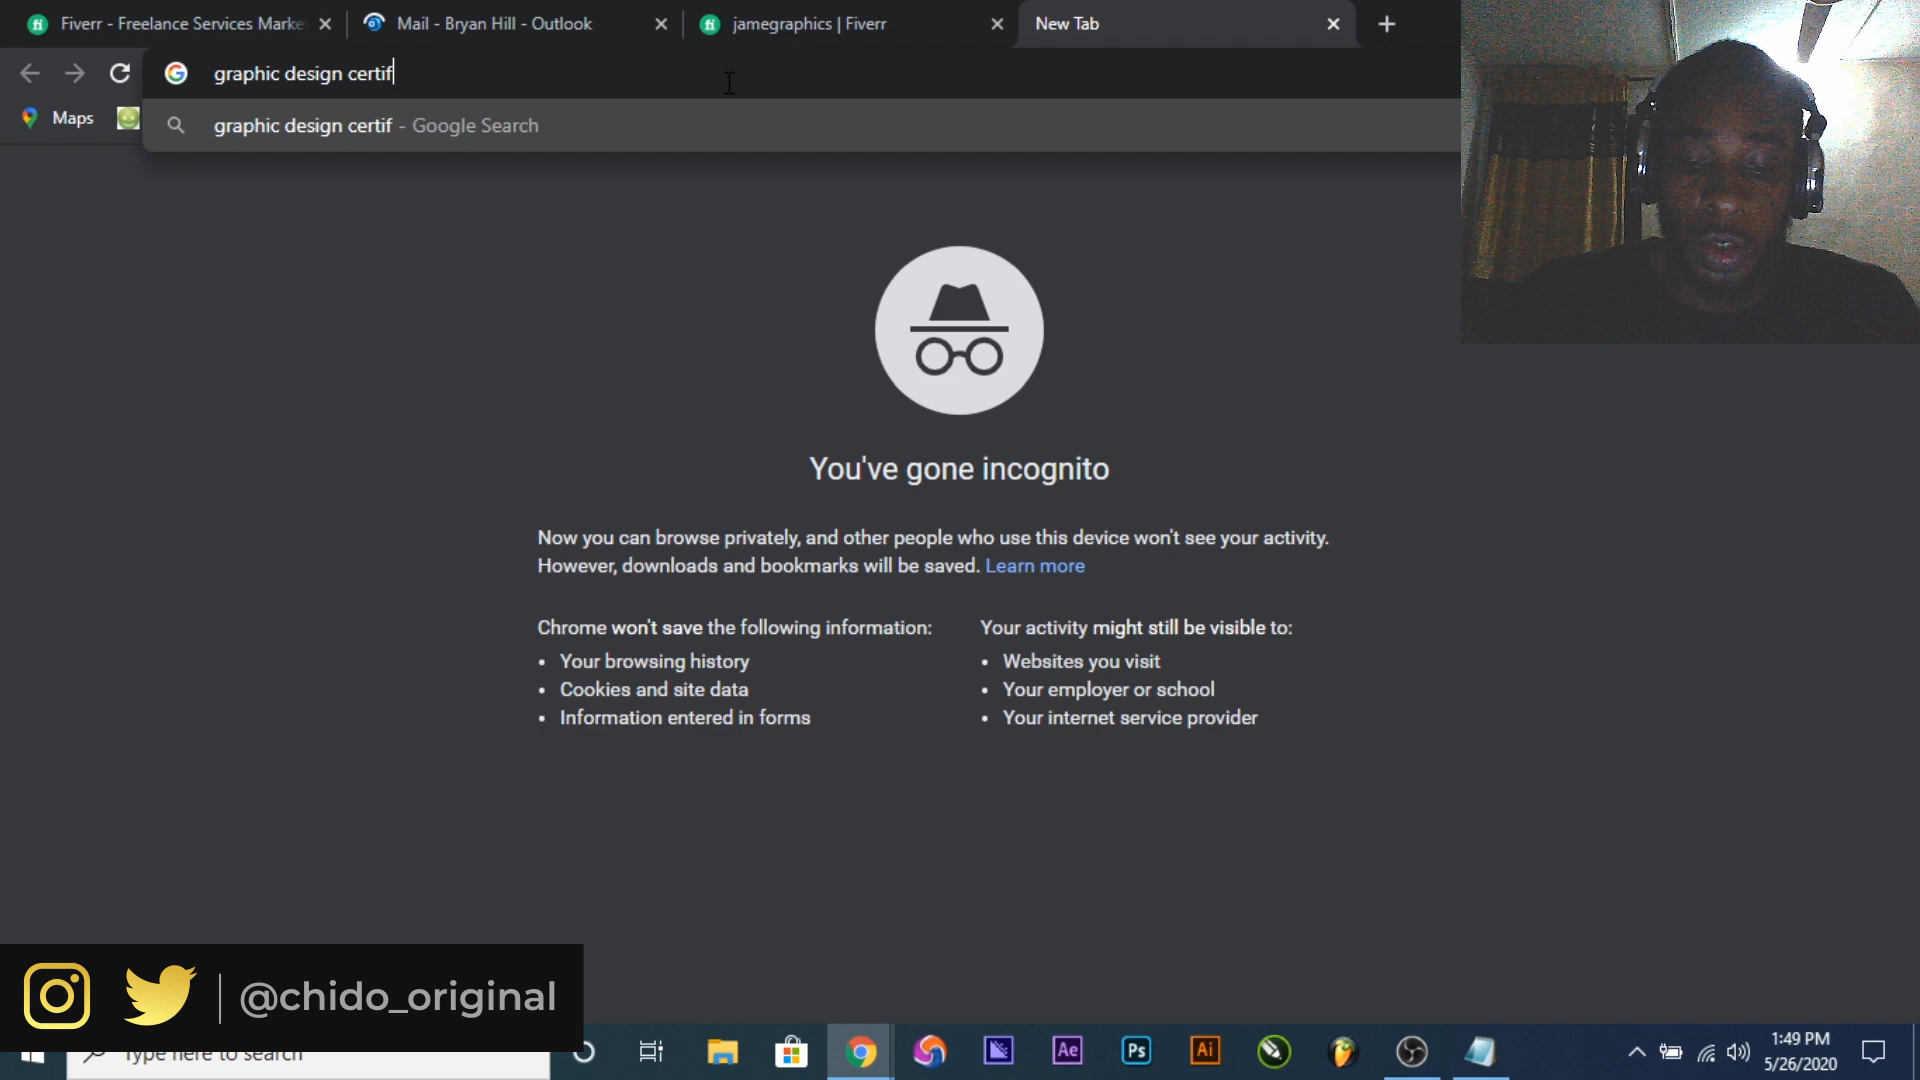 Fiverr - Freelance Services Marke
Mail - Bryan Hill - Outlook
jamegraphics | Fiverr
New Tab
graphic design certif
Maps
graphic design certif - Google Search
You've gone incognito
Now you can browse privately, and other people who use this device won't see your activity.
However, downloads and bookmarks will be saved. Learn more
Chrome won't save the following information:
• Your browsing history
• Cookies and site data
• Information entered in forms
Your activity might still be visible to:
• Websites you visit
• Your employer or school
• Your internet service provider
@chido_original
Type here to search
Ae
Ps
Ai
1:49 PM
5/26/2020